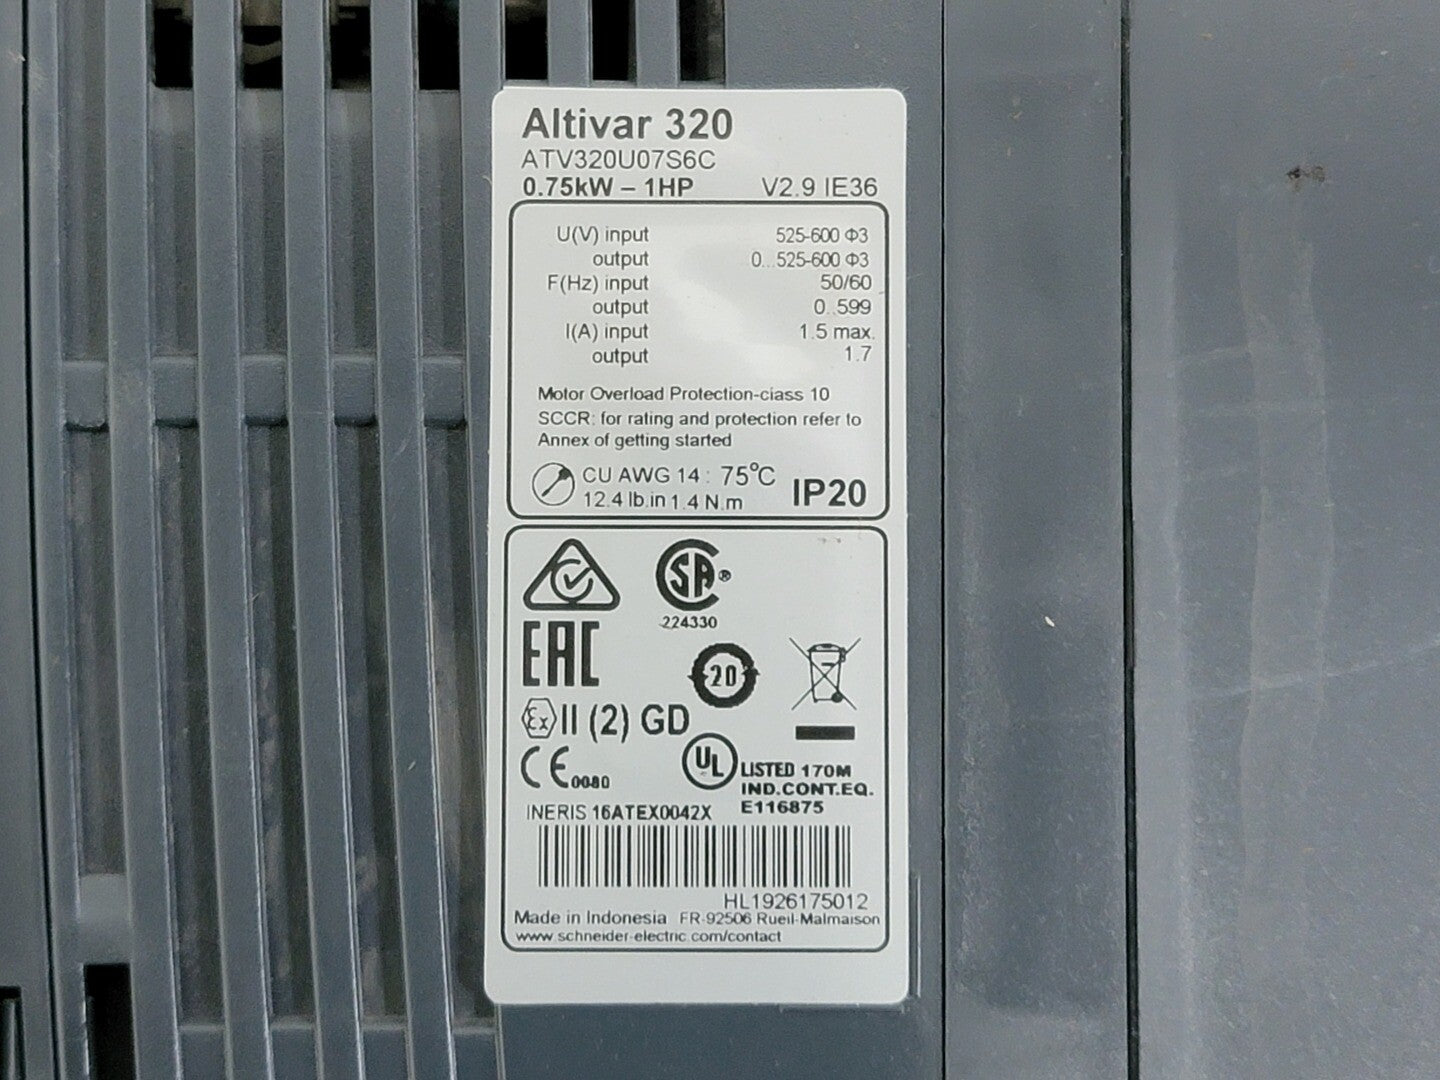 Altivar 320
ATV320U07S6C
0.75kW – 1HP V2.9 IE36
U(V) input 525-600 Φ3
output 0...525-600 Φ3
F(Hz) input 50/60
output 0..599
I(A) input 1.5 max.
output 1.7
Motor Overload Protection-class 10
SCCR: for rating and protection refer to
Annex of getting started
CU AWG 14 : 75°C
12.4 lb.in 1.4 N.m IP20
SA ®
224330
EAC
20
Ex II (2) GD
CE 0080
UL LISTED 170M
IND.CONT.EQ.
E116875
INERIS 16ATEX0042X
HL1926175012
Made in Indonesia FR-92506 Rueil-Malmaison
www.schneider-electric.com/contact